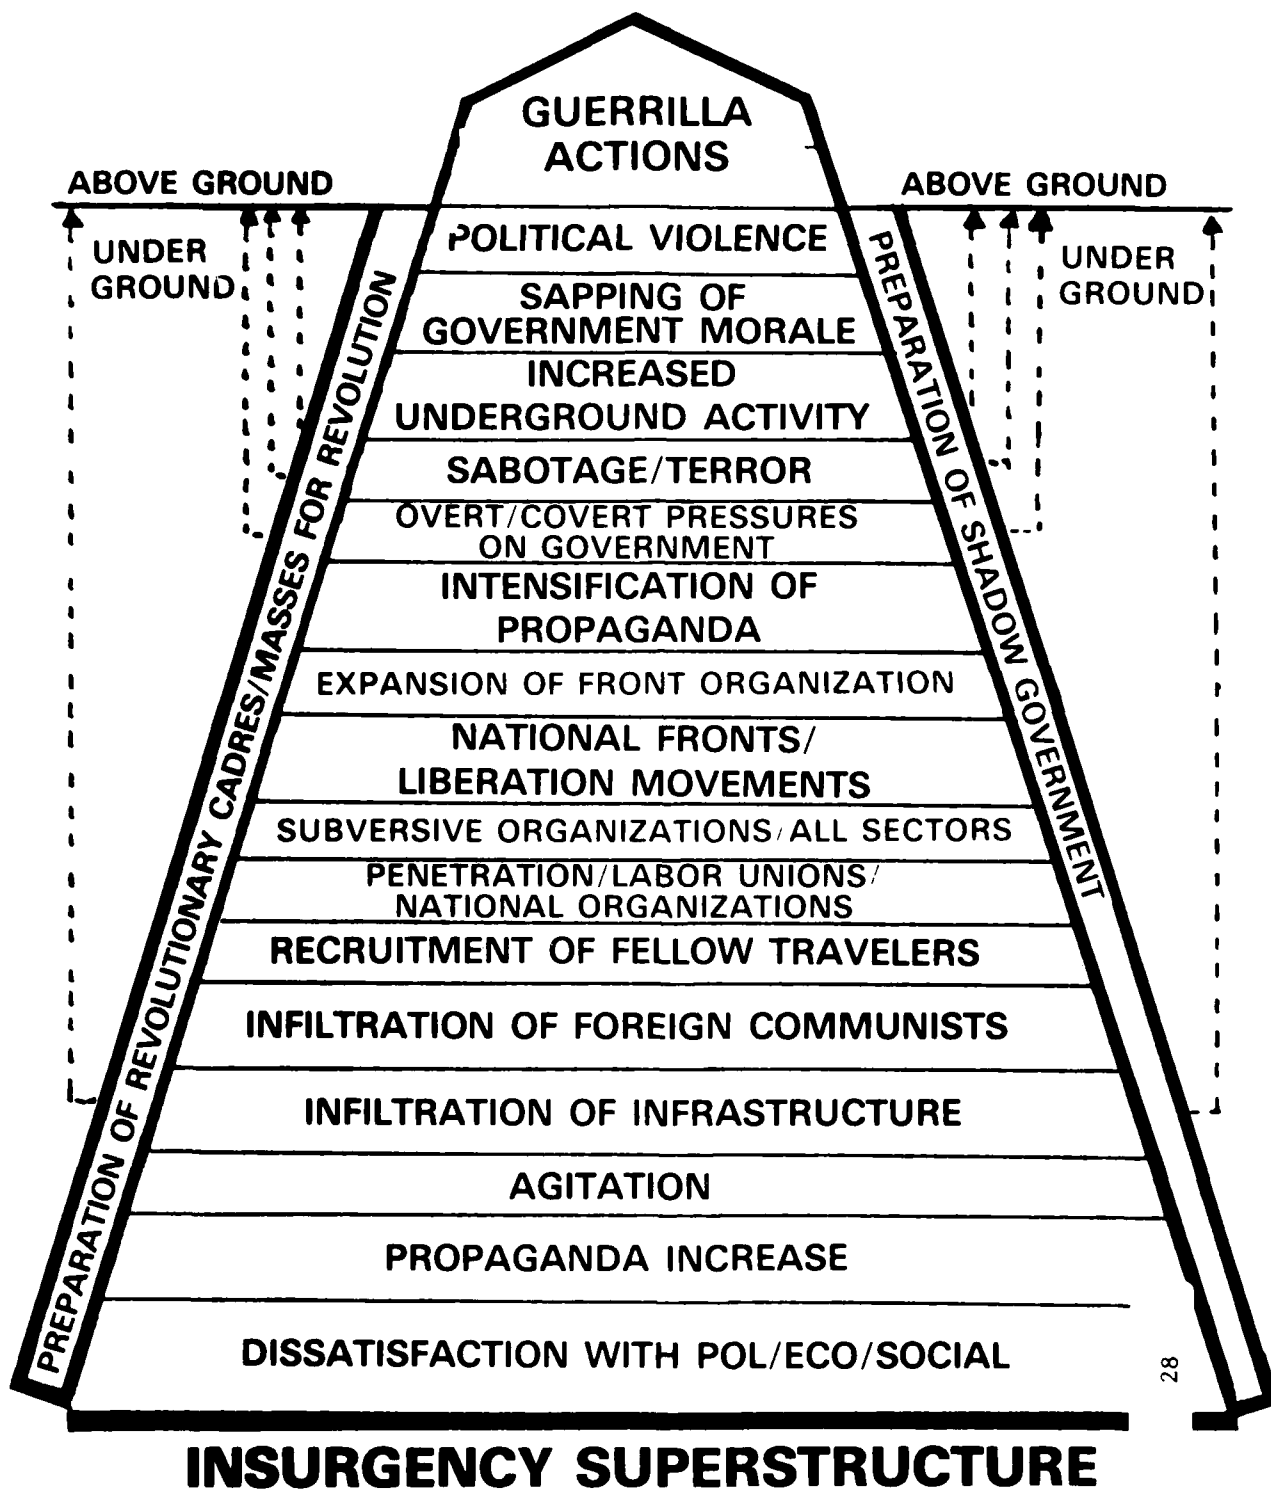 GUERRILLA
ACTIONS
ABOVE GROUND
ABOVE GROUND
UNDER
GROUND
UNDER
GROUND
POLITICAL VIOLENCE
SAPPING OF
GOVERNMENT MORALE
INCREASED
UNDERGROUND ACTIVITY
SABOTAGE/TERROR
OVERT/COVERT PRESSURES
ON GOVERNMENT
INTENSIFICATION OF
PROPAGANDA
EXPANSION OF FRONT ORGANIZATION
NATIONAL FRONTS/
LIBERATION MOVEMENTS
SUBVERSIVE ORGANIZATIONS/ALL SECTORS
PENETRATION/LABOR UNIONS/
NATIONAL ORGANIZATIONS
RECRUITMENT OF FELLOW TRAVELERS
INFILTRATION OF FOREIGN COMMUNISTS
INFILTRATION OF INFRASTRUCTURE
AGITATION
PROPAGANDA INCREASE
DISSATISFACTION WITH POL/ECO/SOCIAL
PREPARATION OF REVOLUTIONARY CADRES/MASSES FOR REVOLUTION
PREPARATION OF SHADOW GOVERNMENT
28
INSURGENCY SUPERSTRUCTURE